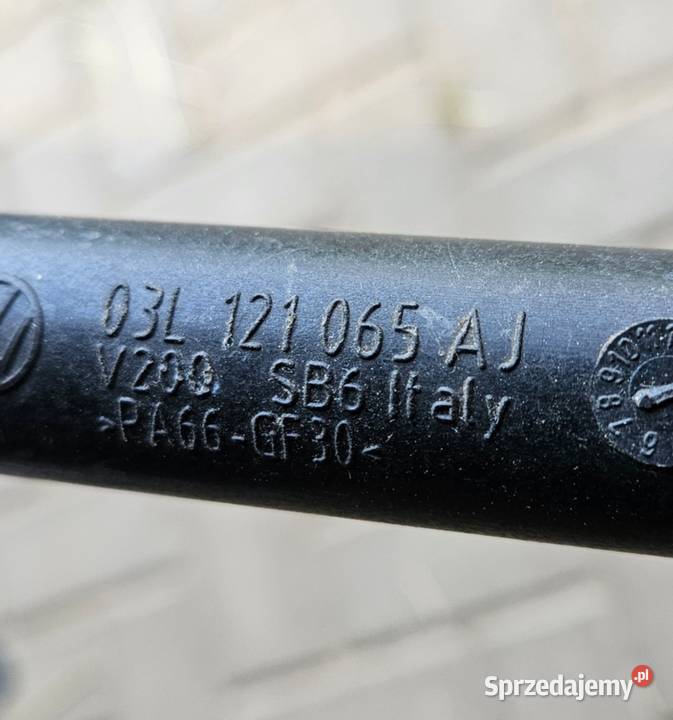 03L 121 065 AJ
V200 SB6 Italy
>PA66-GF30<
Sprzedajemy.pl